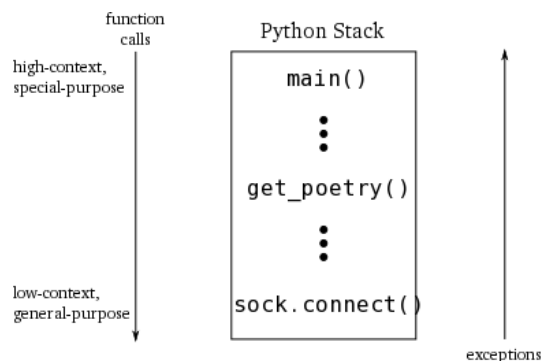 function
calls
Python Stack
high-context,
special-purpose
main()
get_poetry()
low-context,
general-purpose
sock.connect()
exceptions